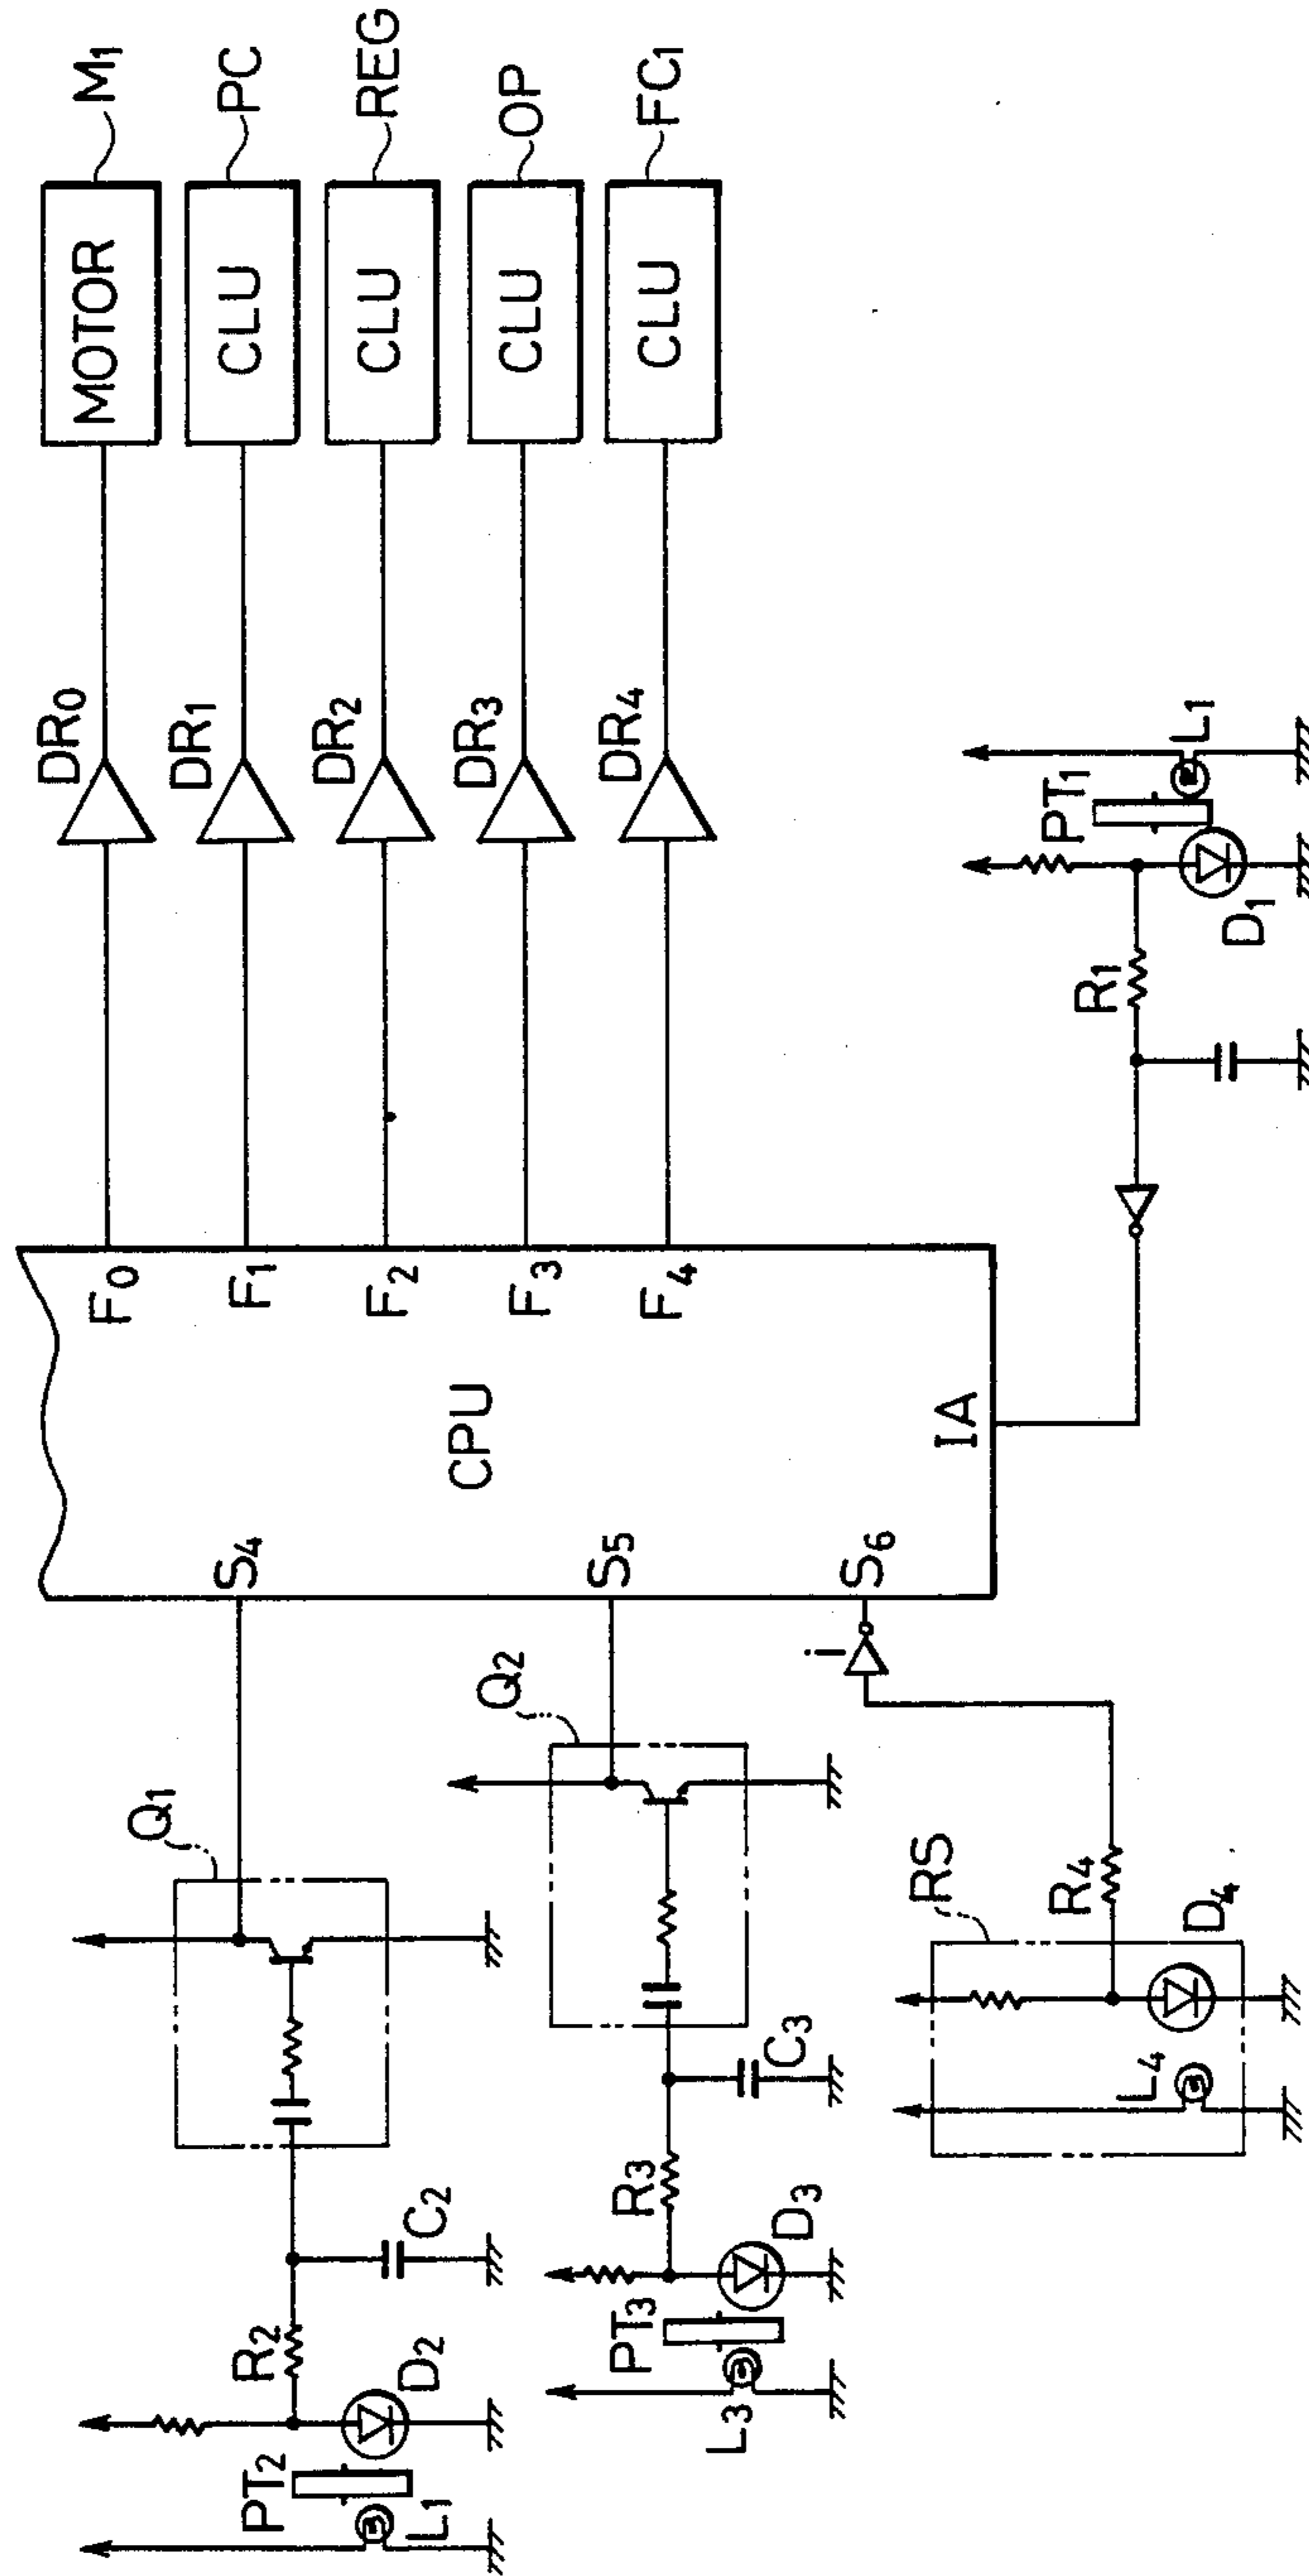 MOTOR M1
CLU PC
CLU REG
CLU OP
CLU FC1
DR0
DR1
DR2
DR3
DR4
F0
F1
F2
F3
F4
CPU
IA
S4
S5
S6
i
Q1
Q2
R2
C2
D2
PT2
L1
R3
C3
D3
PT3
L3
RS
R4
D4
L4
R1
PT1
D1
L1